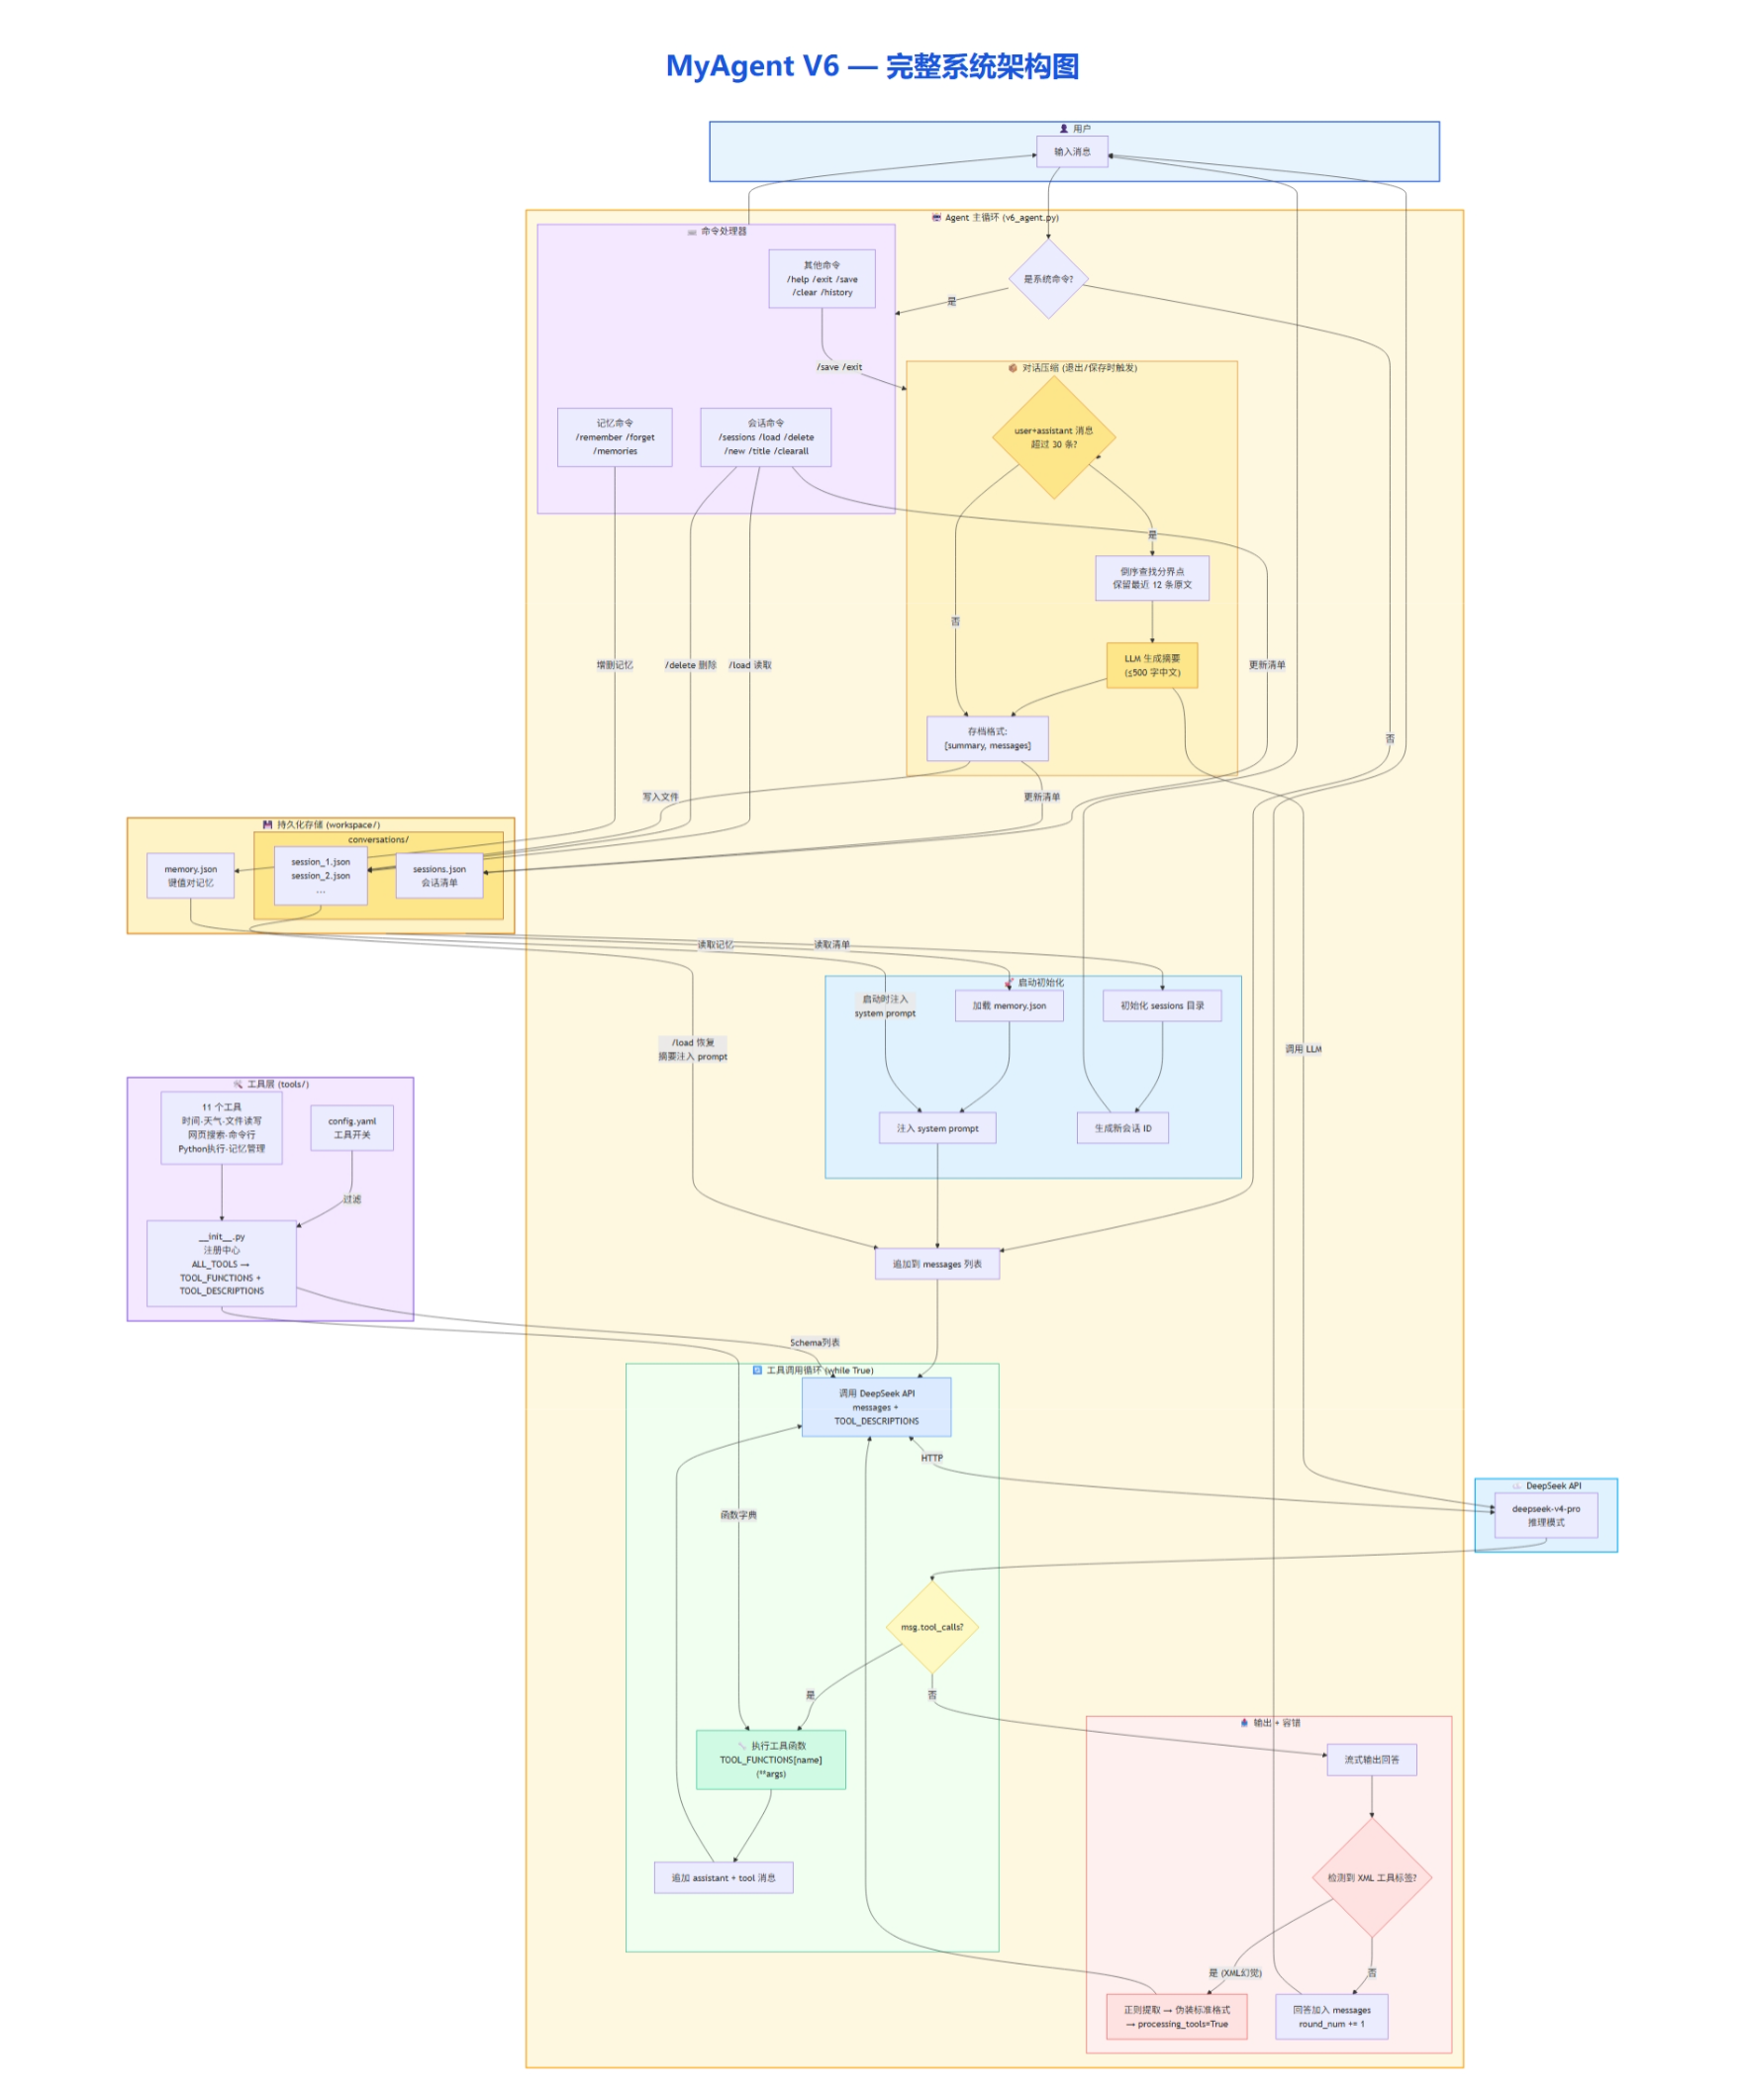 MyAgent V6 — 完整系统架构图
用户
输入消息
Agent 主循环 (v6_agent.py)
命令处理器
其他命令
/help /exit /save
/clear /history
是系统命令?
是
/save /exit
对话压缩 (退出/保存时触发)
user+assistant 消息
超过 30 条?
记忆命令
/remember /forget
/memories
会话命令
/sessions /load /delete
/new /title /clearall
是
倒序查找分界点
保留最近 12 条原文
否
增删记忆
/delete 删除
/load 读取
LLM 生成摘要
(≤500 字中文)
更新清单
存档格式:
[summary, messages]
否
写入文件
更新清单
持久化存储 (workspace/)
conversations/
memory.json
键值对记忆
session_1.json
session_2.json
...
sessions.json
会话清单
读取记忆
读取清单
启动初始化
启动时注入
system prompt
加载 memory.json
初始化 sessions 目录
/load 恢复
摘要注入 prompt
调用 LLM
工具层 (tools/)
11 个工具
时间·天气·文件读写
网页搜索·命令行
Python执行·记忆管理
config.yaml
工具开关
注入 system prompt
生成新会话 ID
过滤
__init__.py
注册中心
ALL_TOOLS →
TOOL_FUNCTIONS +
TOOL_DESCRIPTIONS
追加到 messages 列表
Schema列表
工具调用循环 (while True)
调用 DeepSeek API
messages +
TOOL_DESCRIPTIONS
HTTP
DeepSeek API
deepseek-v4-pro
推理模式
函数字典
msg.tool_calls?
是
否
输出 + 容错
执行工具函数
TOOL_FUNCTIONS[name]
(**args)
流式输出回答
追加 assistant + tool 消息
检测到 XML 工具标签?
是 (XML幻觉)
否
正则提取 → 伪装标准格式
→ processing_tools=True
回答加入 messages
round_num += 1